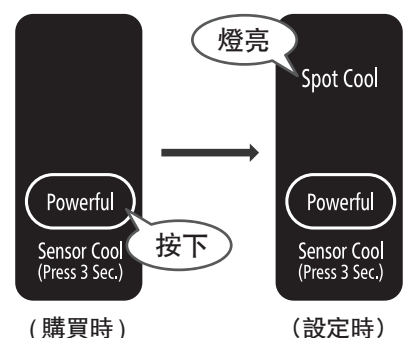 燈亮
Spot Cool
Powerful
Sensor Cool
(Press 3 Sec.)
按下
Powerful
Sensor Cool
(Press 3 Sec.)
(購買時)
(設定時)